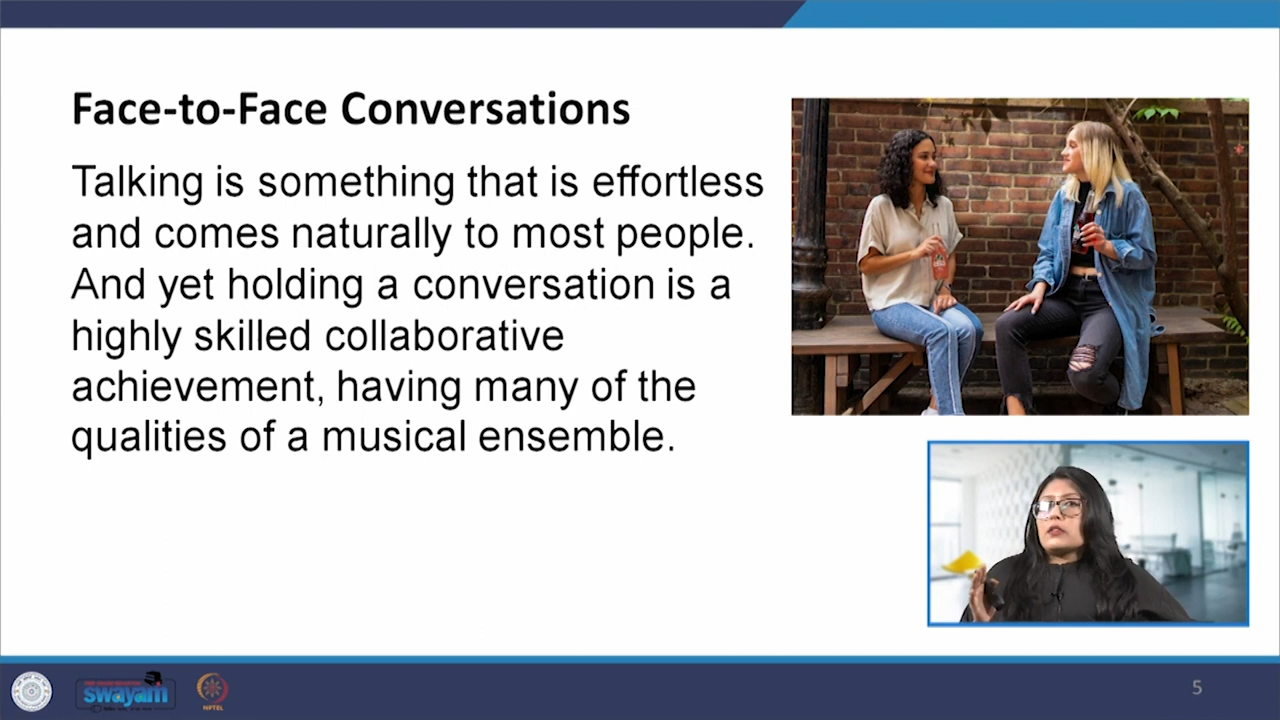 Face-to-Face Conversations
Talking is something that is effortless
and comes naturally to most people.
And yet holding a conversation is a
highly skilled collaborative
achievement, having many of the
qualities of a musical ensemble.
swayam
NPTEL
5